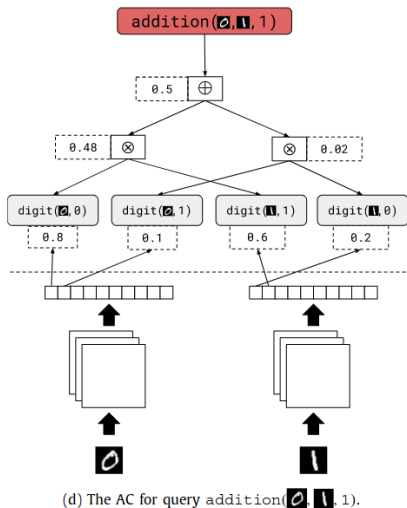 addition(0,1,1)
0.5 ⊕
0.48 ⊗ ⊗ 0.02
digit(0,0) digit(0,1) digit(1,1) digit(1,0)
0.8 0.1 0.6 0.2
0 1
(d) The AC for query addition(0,1,1).